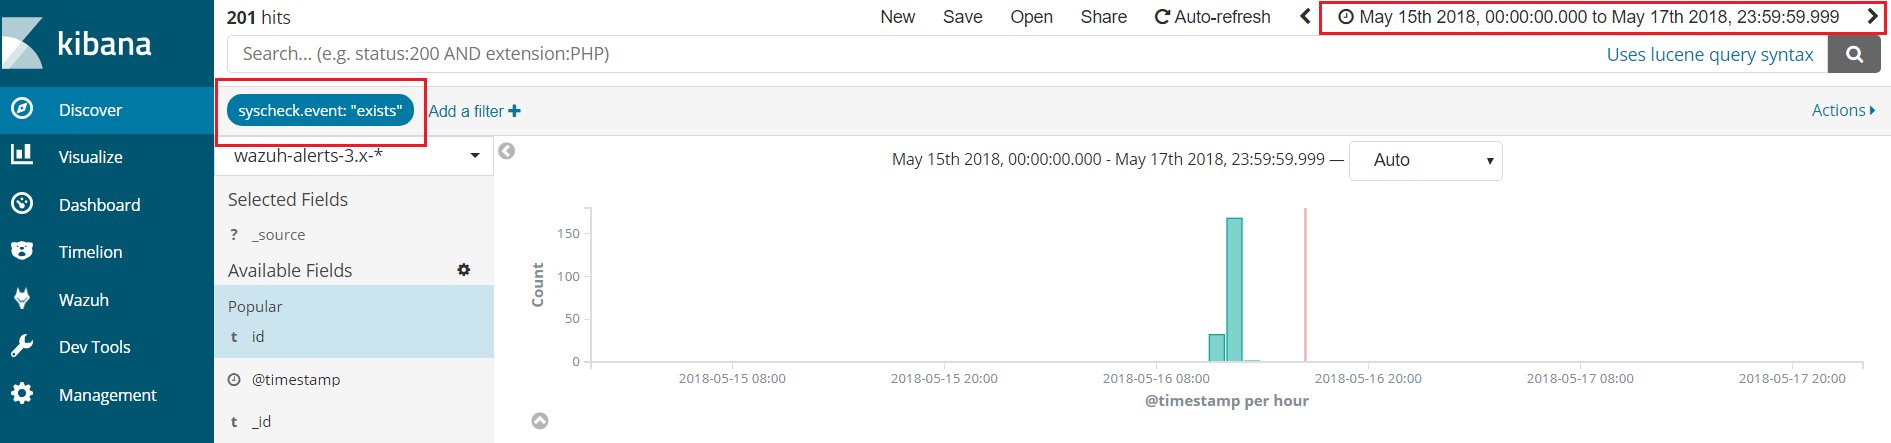 kibana
Discover
Visualize
Dashboard
Timelion
Wazuh
Dev Tools
Management
201 hits
New Save Open Share Auto-refresh May 15th 2018, 00:00:00.000 to May 17th 2018, 23:59:59.999
Search... (e.g. status:200 AND extension:PHP) Uses lucene query syntax
syscheck.event: "exists" Add a filter Actions
wazuh-alerts-3.x-*
Selected Fields
? _source
Available Fields
Popular
t id
@timestamp
t _id
May 15th 2018, 00:00:00.000 - May 17th 2018, 23:59:59.999 — Auto
Count
150
100
50
0
2018-05-15 08:00 2018-05-15 20:00 2018-05-16 08:00 2018-05-16 20:00 2018-05-17 08:00 2018-05-17 20:00
@timestamp per hour